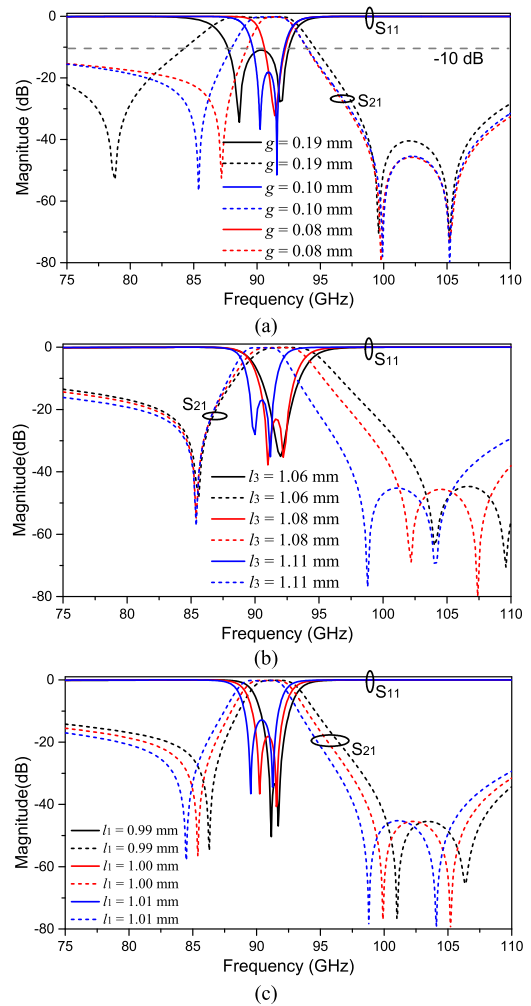 0
-20
-40
-60
-80
Magnitude (dB)
S11
-10 dB
S21
g = 0.19 mm
g = 0.19 mm
g = 0.10 mm
g = 0.10 mm
g = 0.08 mm
g = 0.08 mm
75 80 85 90 95 100 105 110
Frequency (GHz)
(a)
0
-20
-40
-60
-80
Magnitude(dB)
S11
S21
l3 = 1.06 mm
l3 = 1.06 mm
l3 = 1.08 mm
l3 = 1.08 mm
l3 = 1.11 mm
l3 = 1.11 mm
75 80 85 90 95 100 105 110
Frequency (GHz)
(b)
0
-20
-40
-60
-80
Magnitude(dB)
S11
S21
l1 = 0.99 mm
l1 = 0.99 mm
l1 = 1.00 mm
l1 = 1.00 mm
l1 = 1.01 mm
l1 = 1.01 mm
65 70 75 80 85 90 95 100 105 110
Frequency (GHz)
(c)